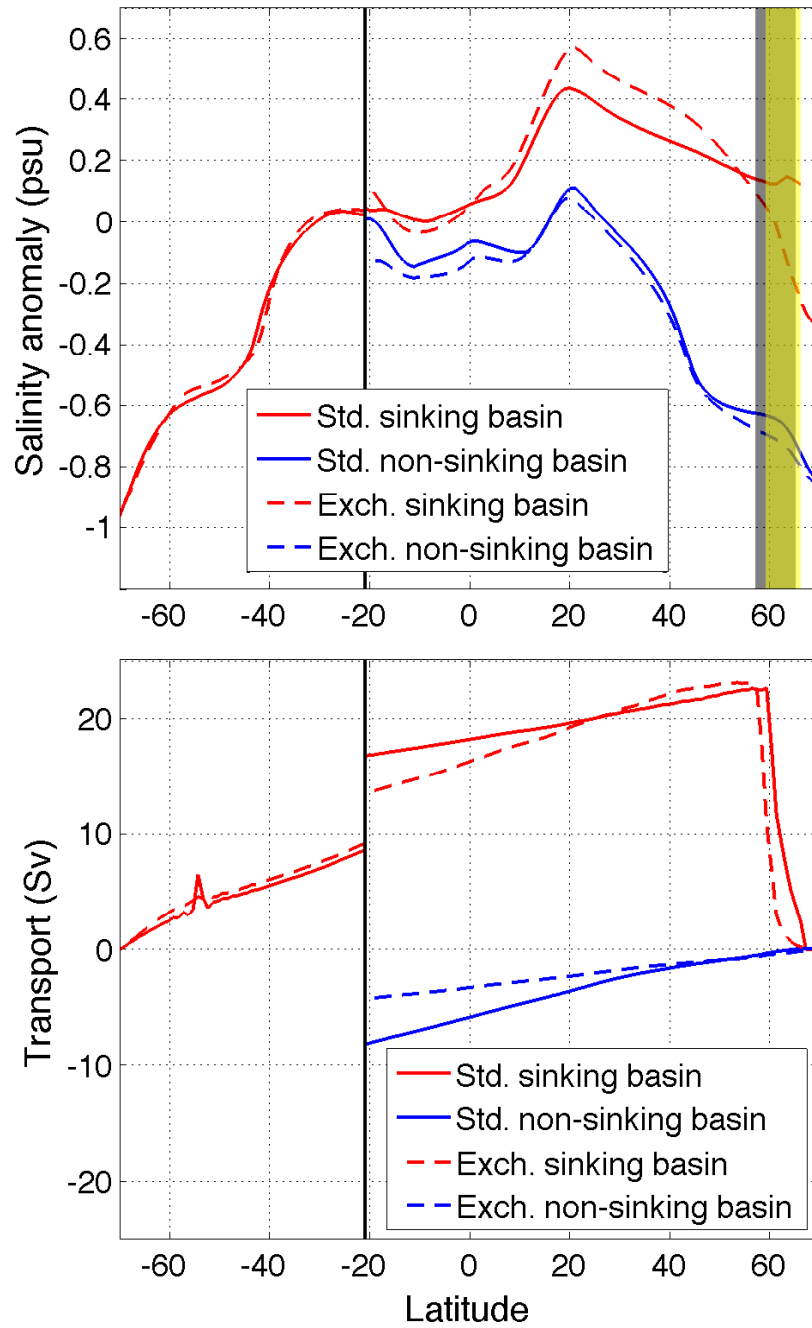 0.6
0.4
0.2
0
-0.2
-0.4
-0.6
-0.8
-1
Salinity anomaly (psu)
Std. sinking basin
Std. non-sinking basin
Exch. sinking basin
Exch. non-sinking basin
-60 -40 -20 0 20 40 60
20
10
0
-10
-20
Transport (Sv)
Std. sinking basin
Std. non-sinking basin
Exch. sinking basin
Exch. non-sinking basin
-60 -40 -20 0 20 40 60
Latitude